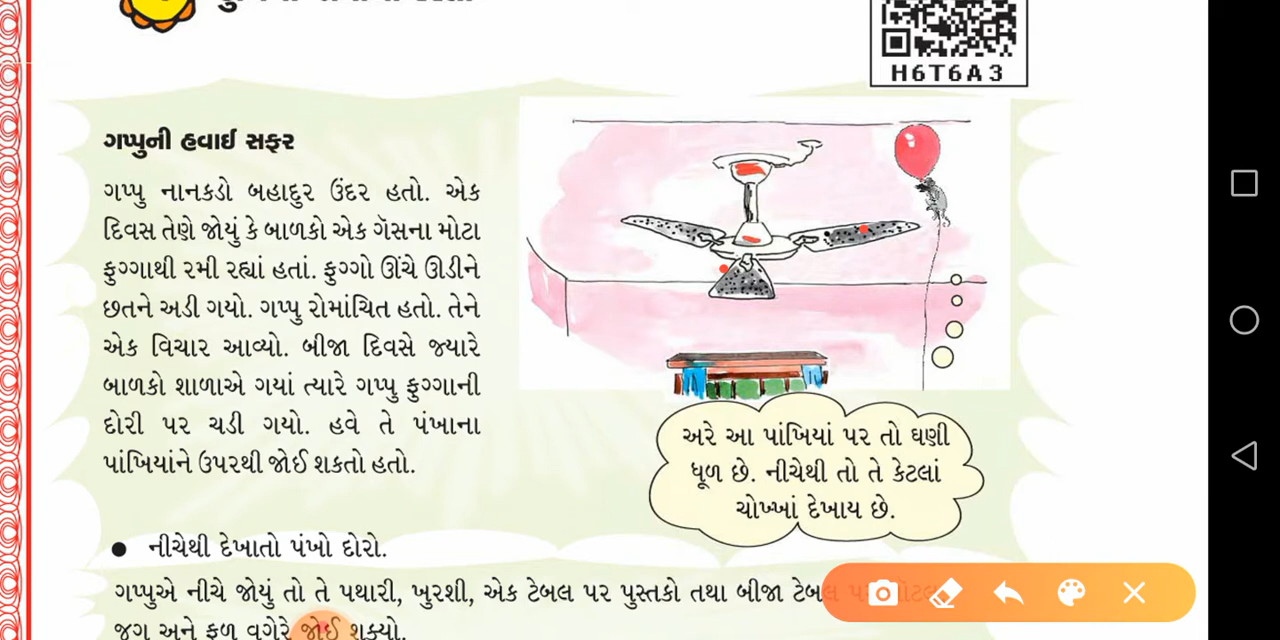 H6T6A3
ગપ્પુની હવાઈ સફર
ગપ્પુ નાનકડો બહાદુર ઉંદર હતો. એક
દિવસ તેણે જોયું કે બાળકો એક ગૅસના મોટા
ફુગ્ગાથી રમી રહ્યાં હતાં. ફુગ્ગો ઊંચે ઊડીને
છતને અડી ગયો. ગપ્પુ રોમાંચિત હતો. તેને
એક વિચાર આવ્યો. બીજા દિવસે જ્યારે
બાળકો શાળાએ ગયાં ત્યારે ગપ્પુ ફુગ્ગાની
દોરી પર ચડી ગયો. હવે તે પંખાના
પાંખિયાંને ઉપરથી જોઈ શકતો હતો.
અરે આ પાંખિયાં પર તો ઘણી
ધૂળ છે. નીચેથી તો તે કેટલાં
ચોખ્ખાં દેખાય છે.
● નીચેથી દેખાતો પંખો દોરો.
ગપ્પુએ નીચે જોયું તો તે પથારી, ખુરશી, એક ટેબલ પર પુસ્તકો તથા બીજા ટેબલ પર
જગ અને ફળ વગેરે જોઈ શક્યો.